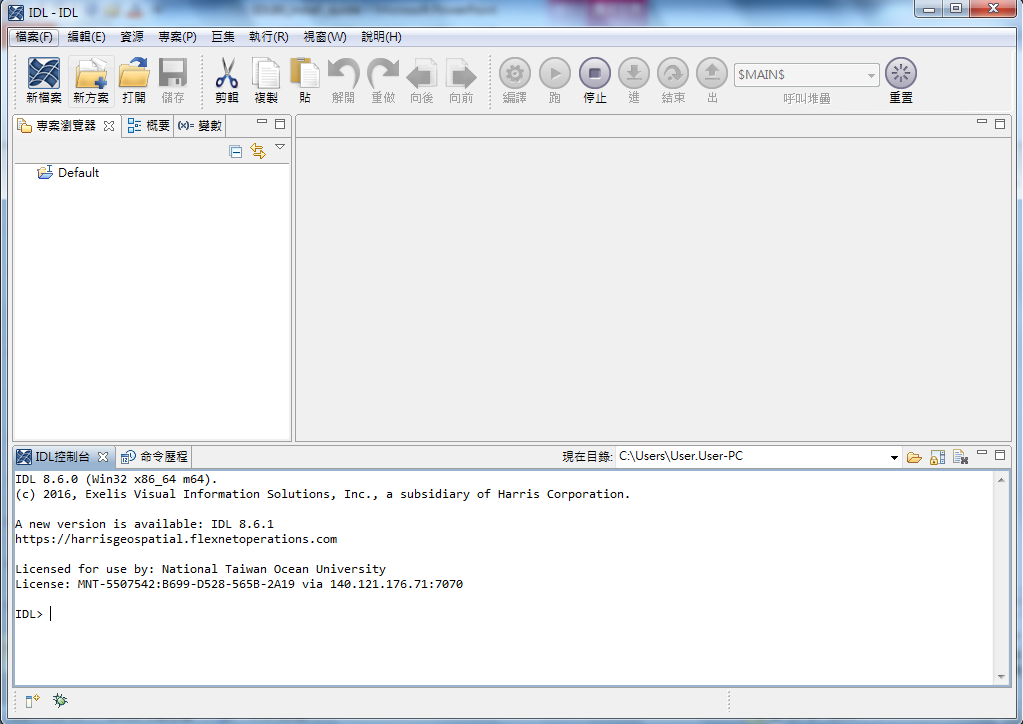 IDL - IDL
檔案(F) 編輯(E) 資源 專案(P) 巨集 執行(R) 視窗(W) 說明(H)
新檔案 新方案 打開 儲存 剪輯 複製 貼 解開 重做 向後 向前 編譯 跑 停止 進 結束 出 $MAIN$ 呼叫堆疊 重置
專案瀏覽器 概要 (x)= 變數
Default
IDL控制台 命令歷程 現在目錄: C:\Users\User.User-PC
IDL 8.6.0 (Win32 x86_64 m64).
(c) 2016, Exelis Visual Information Solutions, Inc., a subsidiary of Harris Corporation.
A new version is available: IDL 8.6.1
https://harrisgeospatial.flexnetoperations.com
Licensed for use by: National Taiwan Ocean University
License: MNT-5507542:B699-D528-565B-2A19 via 140.121.176.71:7070
IDL>